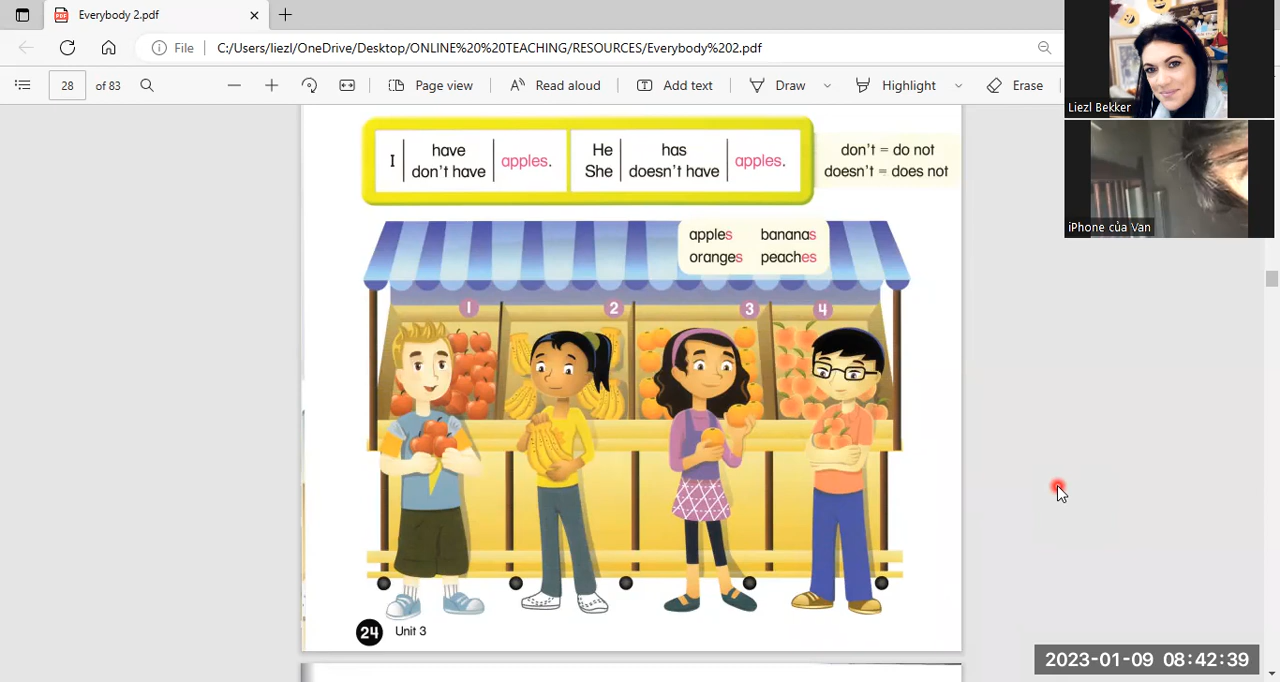 Everybody 2.pdf
File C:/Users/liezl/OneDrive/Desktop/ONLINE%20%20TEACHING/RESOURCES/Everybody%202.pdf
28 of 83 Page view Read aloud Add text Draw Highlight Erase
Liezl Bekker
iPhone của Van
I have apples. He has apples.
don't have She doesn't have
don't = do not
doesn't = does not
apples bananas
oranges peaches
1 2 3 4
24 Unit 3
2023-01-09 08:42:39